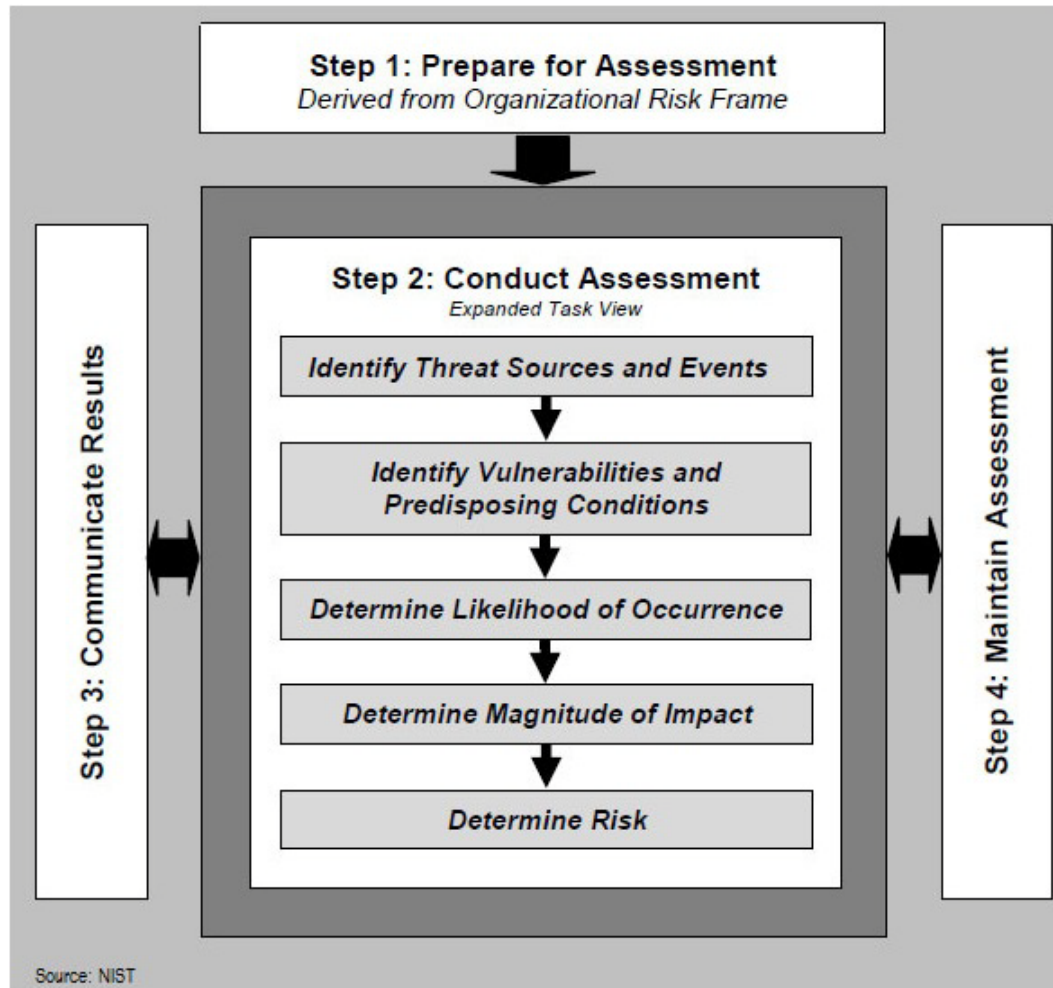 Step 1: Prepare for Assessment
Derived from Organizational Risk Frame
Step 2: Conduct Assessment
Expanded Task View
Identify Threat Sources and Events
Identify Vulnerabilities and
Predisposing Conditions
Determine Likelihood of Occurrence
Determine Magnitude of Impact
Determine Risk
Step 3: Communicate Results
Step 4: Maintain Assessment
Source: NIST